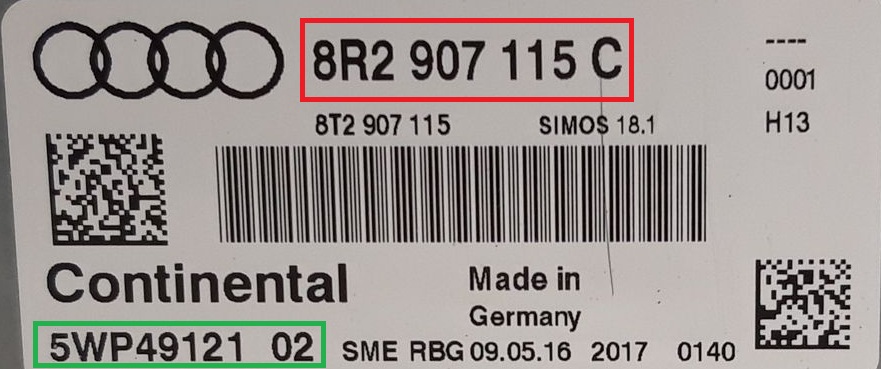 8R2 907 115 C
----
0001
8T2 907 115 SIMOS 18.1
H13
Continental
Made in
Germany
5WP49121 02 SME RBG 09.05.16 2017 0140